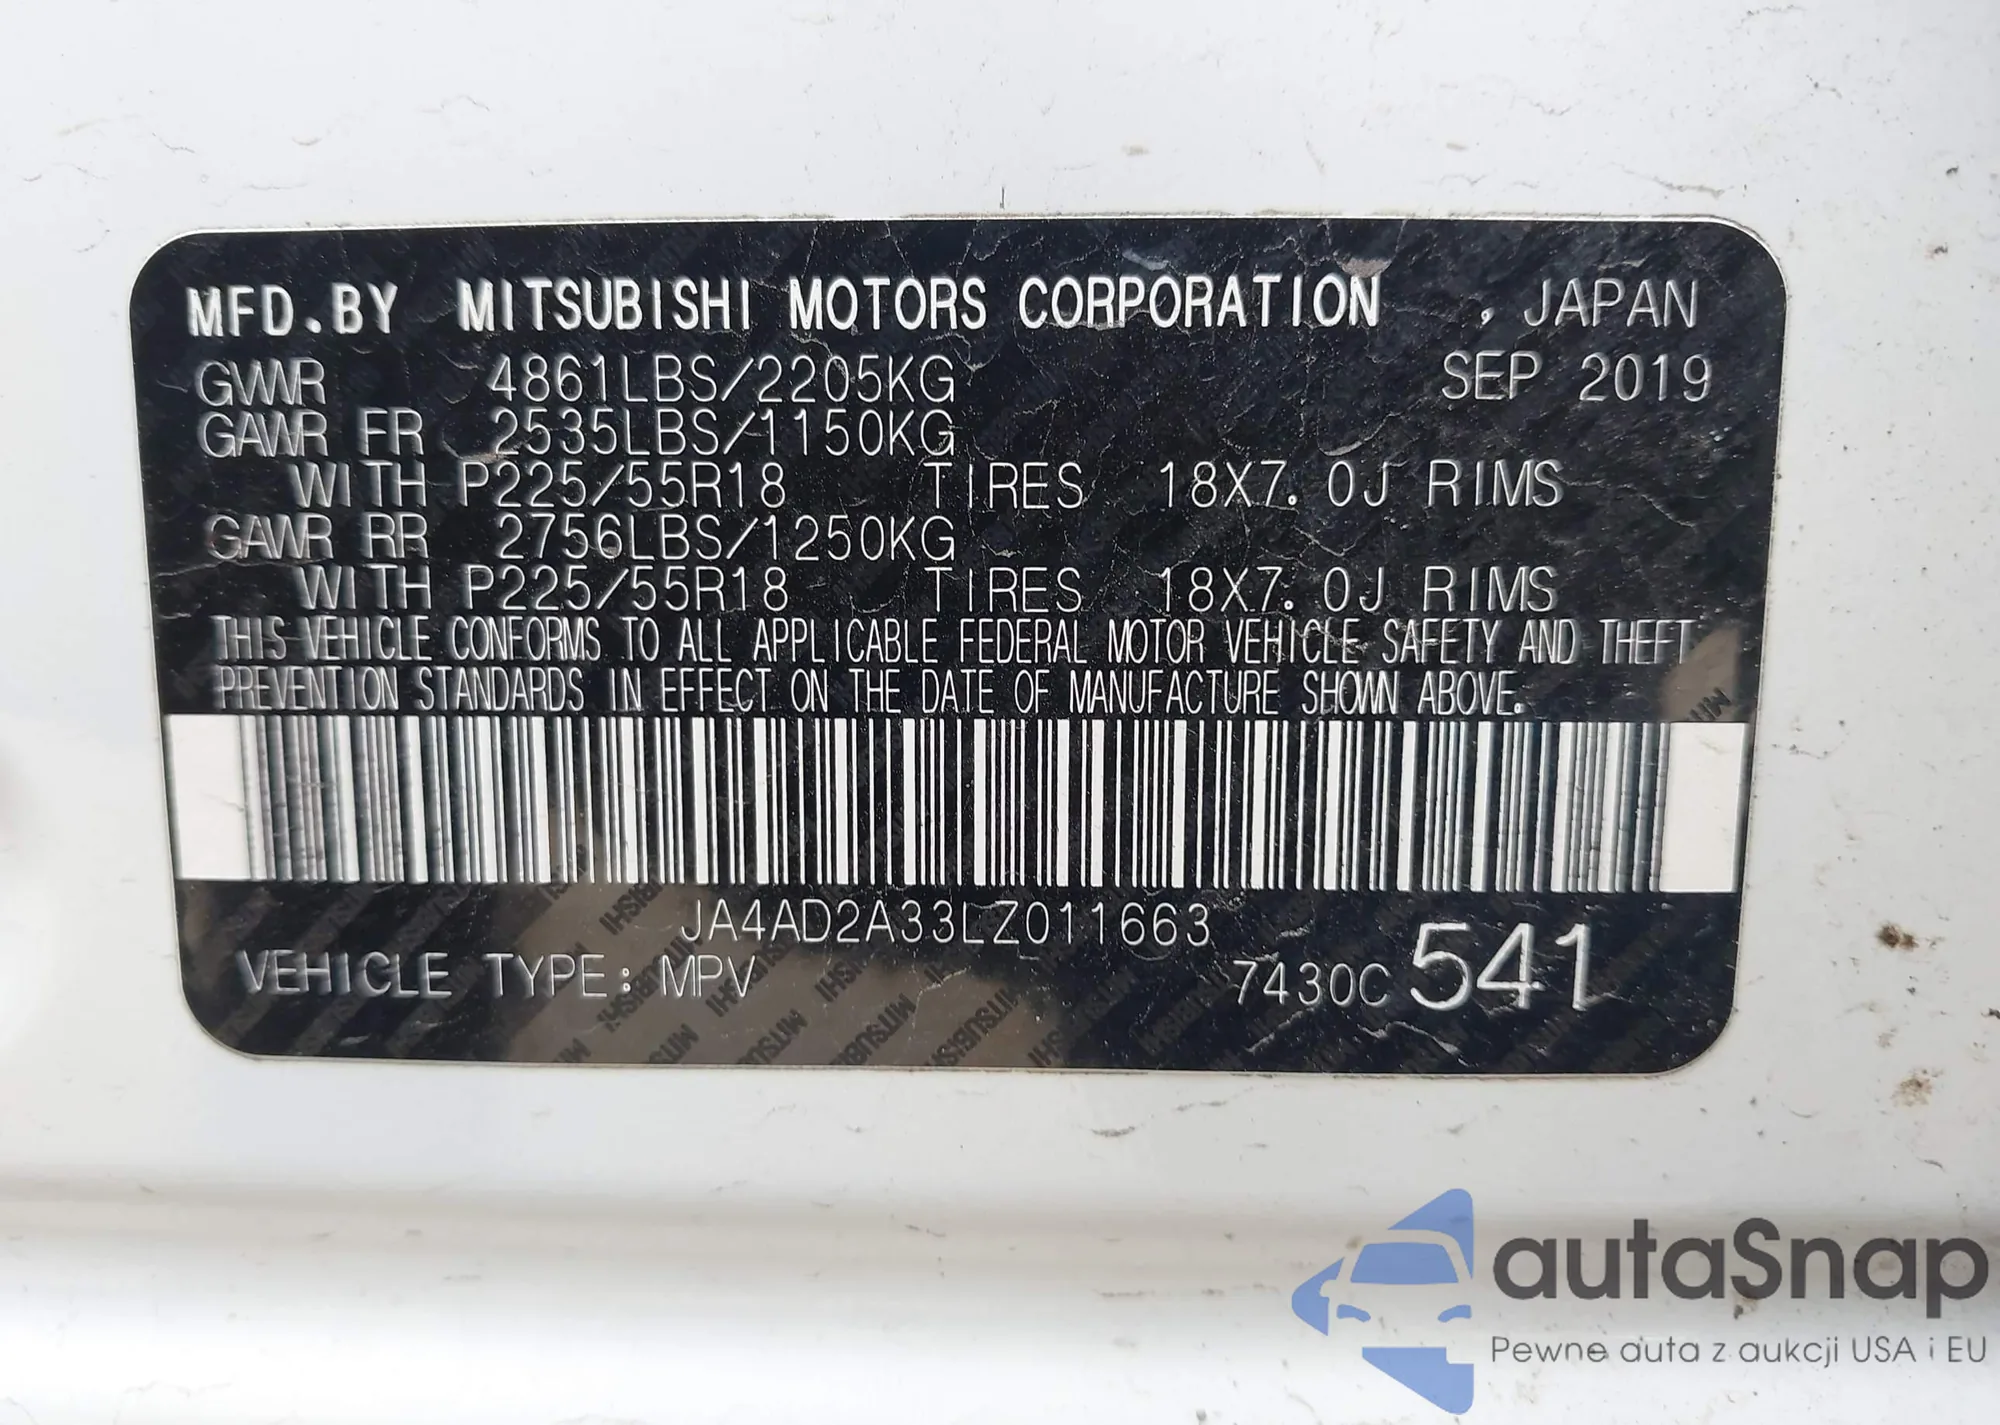 MFD.BY MITSUBISHI MOTORS CORPORATION , JAPAN
GVWR 4861LBS/2205KG SEP 2019
GAWR FR 2535LBS/1150KG
WITH P225/55R18 TIRES 18X7.0J RIMS
GAWR RR 2756LBS/1250KG
WITH P225/55R18 TIRES 18X7.0J RIMS
THIS VEHICLE CONFORMS TO ALL APPLICABLE FEDERAL MOTOR VEHICLE SAFETY AND THEFT
PREVENTION STANDARDS IN EFFECT ON THE DATE OF MANUFACTURE SHOWN ABOVE.
JA4AD2A33LZ011663
VEHICLE TYPE: MPV 7430C 541
autaSnap
Pewne auta z aukcji USA i EU